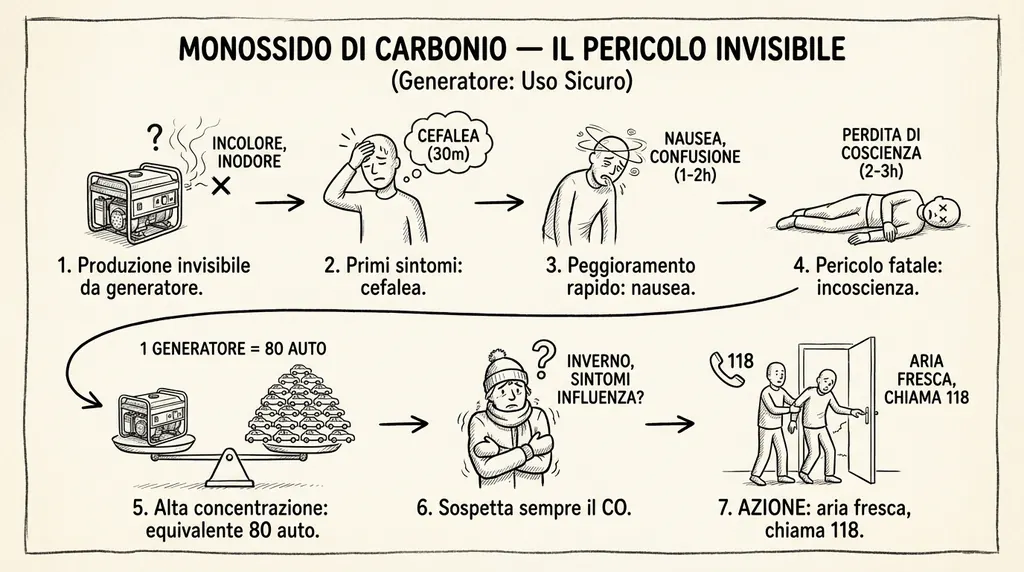 MONOSSIDO DI CARBONIO — IL PERICOLO INVISIBILE
(Generatore: Uso Sicuro)
?
INCOLORE,
INODORE
1. Produzione invisibile
da generatore.
CEFALEA
(30m)
2. Primi sintomi:
cefalea.
NAUSEA,
CONFUSIONE
(1-2h)
3. Peggioramento
rapido: nausea.
PERDITA DI
COSCIENZA
(2-3h)
4. Pericolo fatale:
incoscienza.
1 GENERATORE = 80 AUTO
5. Alta concentrazione:
equivalente 80 auto.
?
INVERNO,
SINTOMI
INFLUENZA?
6. Sospetta sempre il CO.
118
ARIA
FRESCA,
CHIAMA 118
7. AZIONE: aria fresca,
chiama 118.